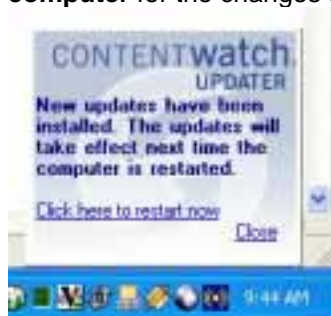 computer for the changes
CONTENTWatch
UPDATER
New updates have been
installed. The updates will
take effect next time the
computer is restarted.
Click here to restart now
Close
9:44 AM